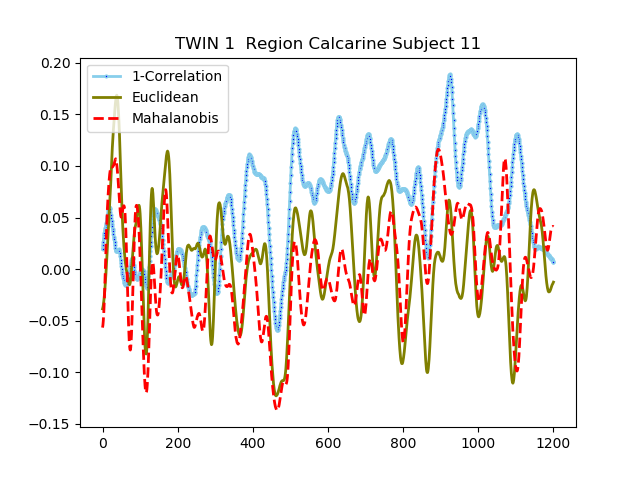 TWIN 1  Region Calcarine Subject 11
1-Correlation
Euclidean
Mahalanobis
0.20
0.15
0.10
0.05
0.00
−0.05
−0.10
−0.15
0 200 400 600 800 1000 1200